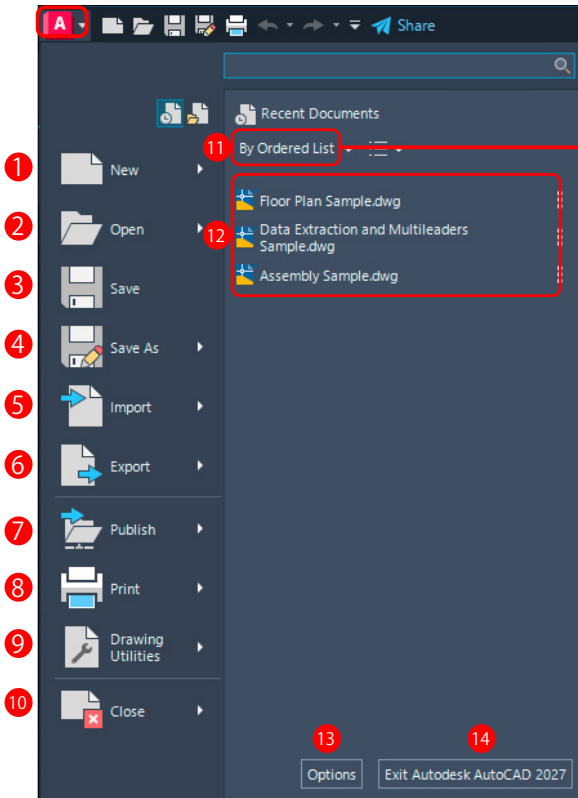 A
Share
Recent Documents
11
By Ordered List
1
New
12
Floor Plan Sample.dwg
2
Open
Data Extraction and Multileaders
Sample.dwg
Assembly Sample.dwg
3
Save
4
Save As
5
Import
6
Export
7
Publish
8
Print
9
Drawing
Utilities
10
Close
13
Options
14
Exit Autodesk AutoCAD 2027